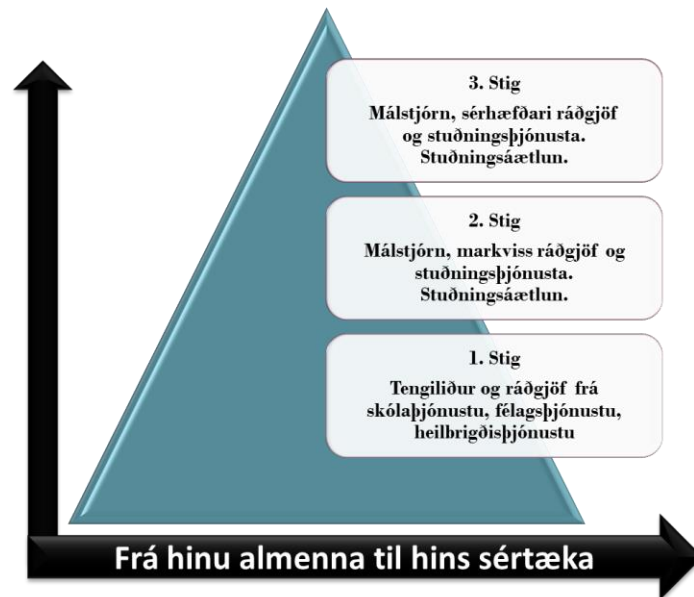 3. Stig
Málstjórn, sérhæfðari ráðgjöf
og stuðningsþjónusta.
Stuðningsáætlun.
2. Stig
Málstjórn, markviss ráðgjöf og
stuðningsþjónusta.
Stuðningsáætlun.
1. Stig
Tengiliður og ráðgjöf frá
skólaþjónustu, félagsþjónustu,
heilbrigðisþjónustu
Frá hinu almenna til hins sértæka